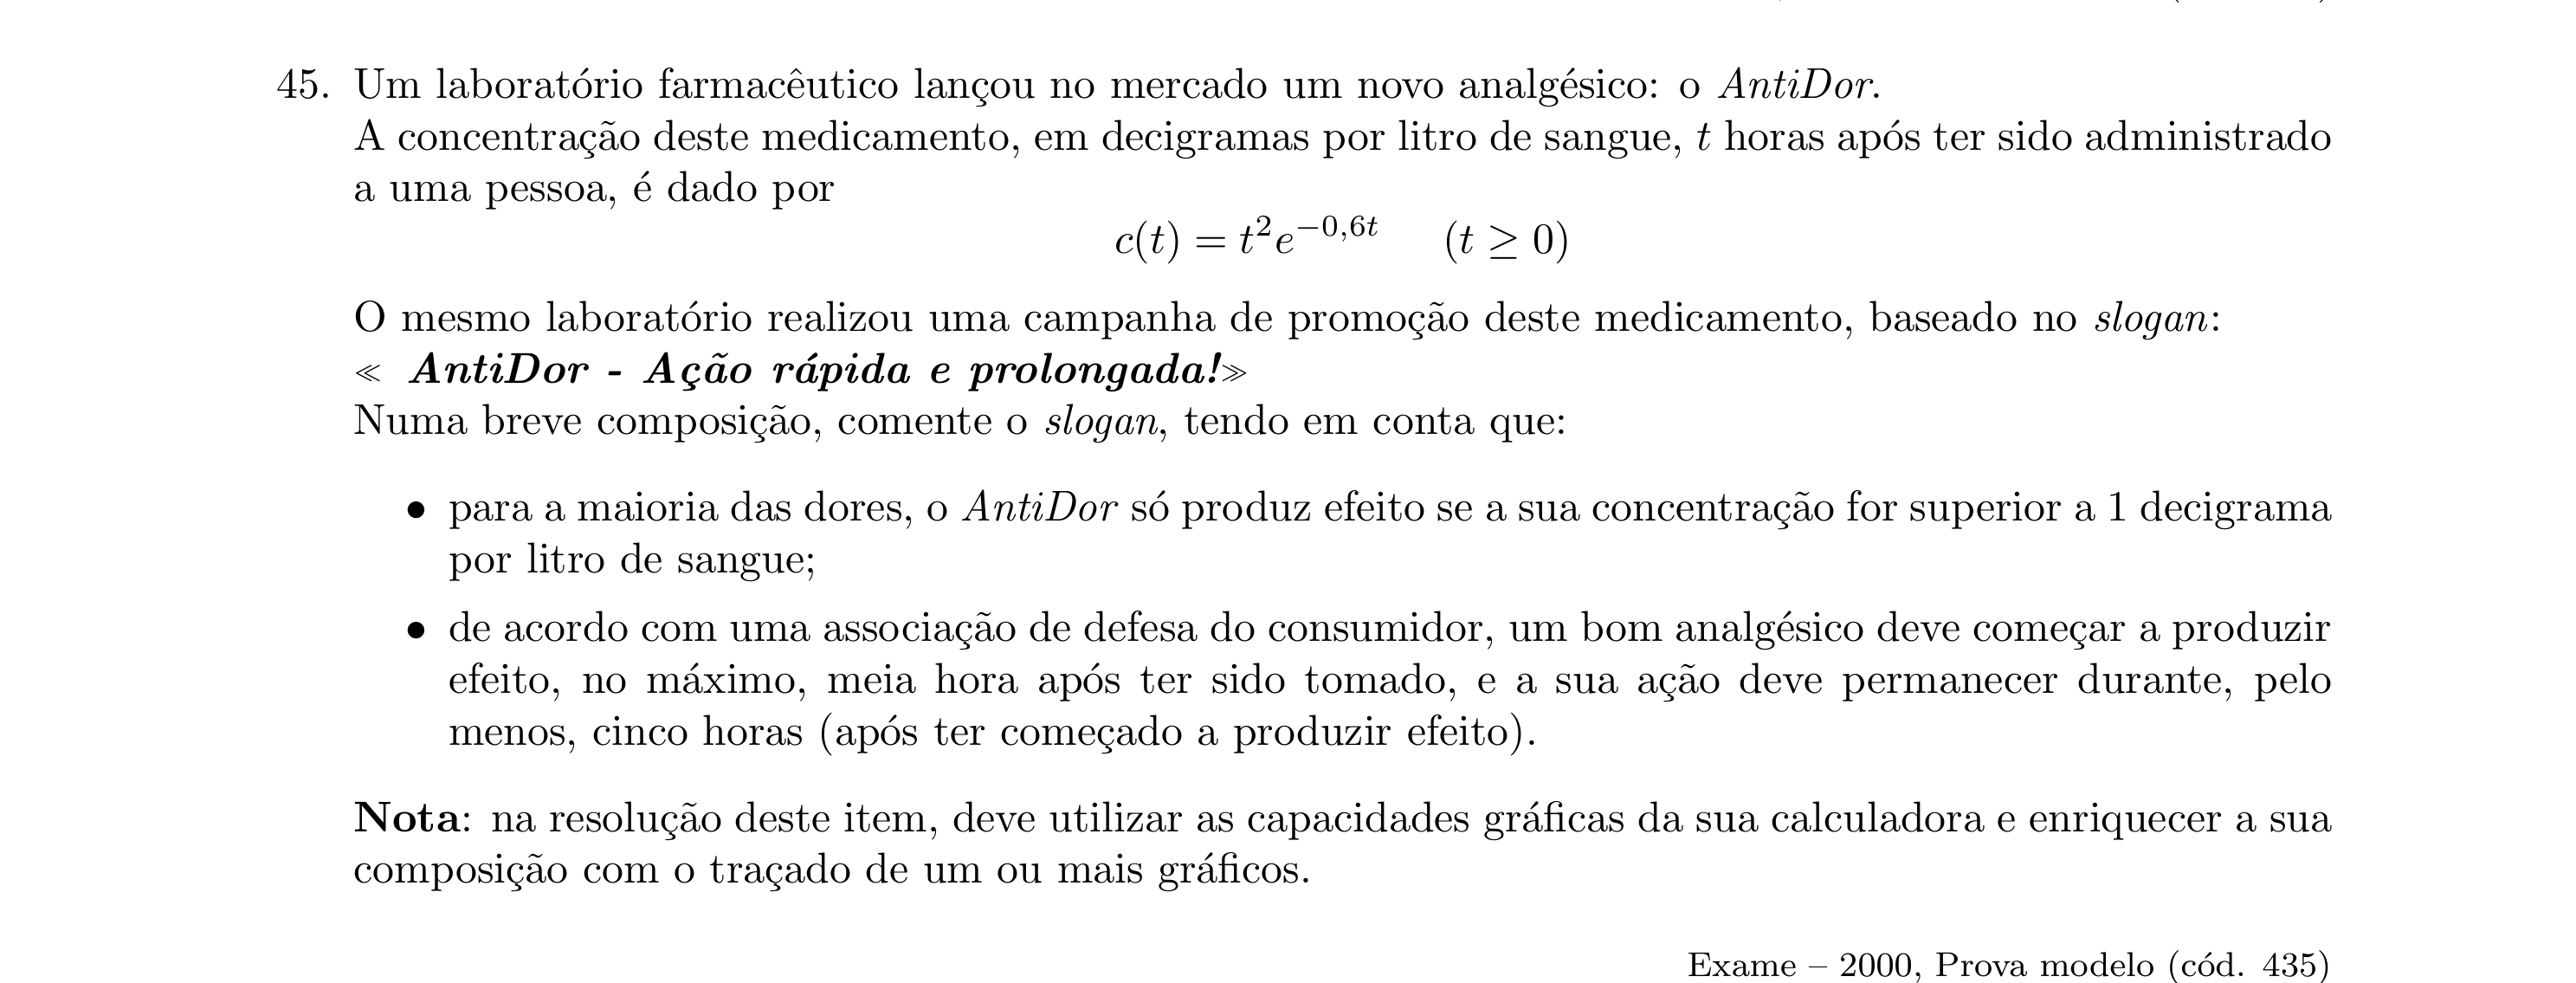 45. Um laboratório farmacêutico lançou no mercado um novo analgésico: o AntiDor.
A concentração deste medicamento, em decigramas por litro de sangue, t horas após ter sido administrado
a uma pessoa, é dado por
c(t) = t²e^{−0,6t} (t ≥ 0)
O mesmo laboratório realizou uma campanha de promoção deste medicamento, baseado no slogan:
≪ AntiDor - Ação rápida e prolongada!≫
Numa breve composição, comente o slogan, tendo em conta que:
• para a maioria das dores, o AntiDor só produz efeito se a sua concentração for superior a 1 decigrama
por litro de sangue;
• de acordo com uma associação de defesa do consumidor, um bom analgésico deve começar a produzir
efeito, no máximo, meia hora após ter sido tomado, e a sua ação deve permanecer durante, pelo
menos, cinco horas (após ter começado a produzir efeito).
Nota: na resolução deste item, deve utilizar as capacidades gráficas da sua calculadora e enriquecer a sua
composição com o traçado de um ou mais gráficos.
Exame – 2000, Prova modelo (cód. 435)